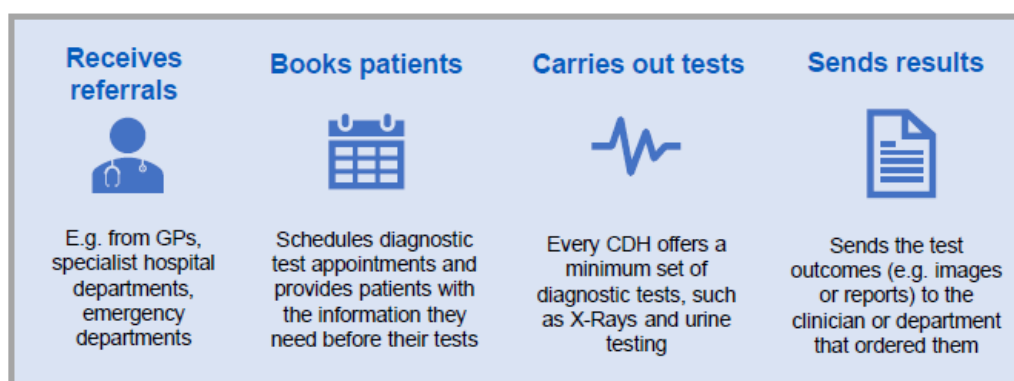 Receives
referrals
E.g. from GPs,
specialist hospital
departments,
emergency
departments
Books patients
Schedules diagnostic
test appointments and
provides patients with
the information they
need before their tests
Carries out tests
Every CDH offers a
minimum set of
diagnostic tests, such
as X-Rays and urine
testing
Sends results
Sends the test
outcomes (e.g. images
or reports) to the
clinician or department
that ordered them